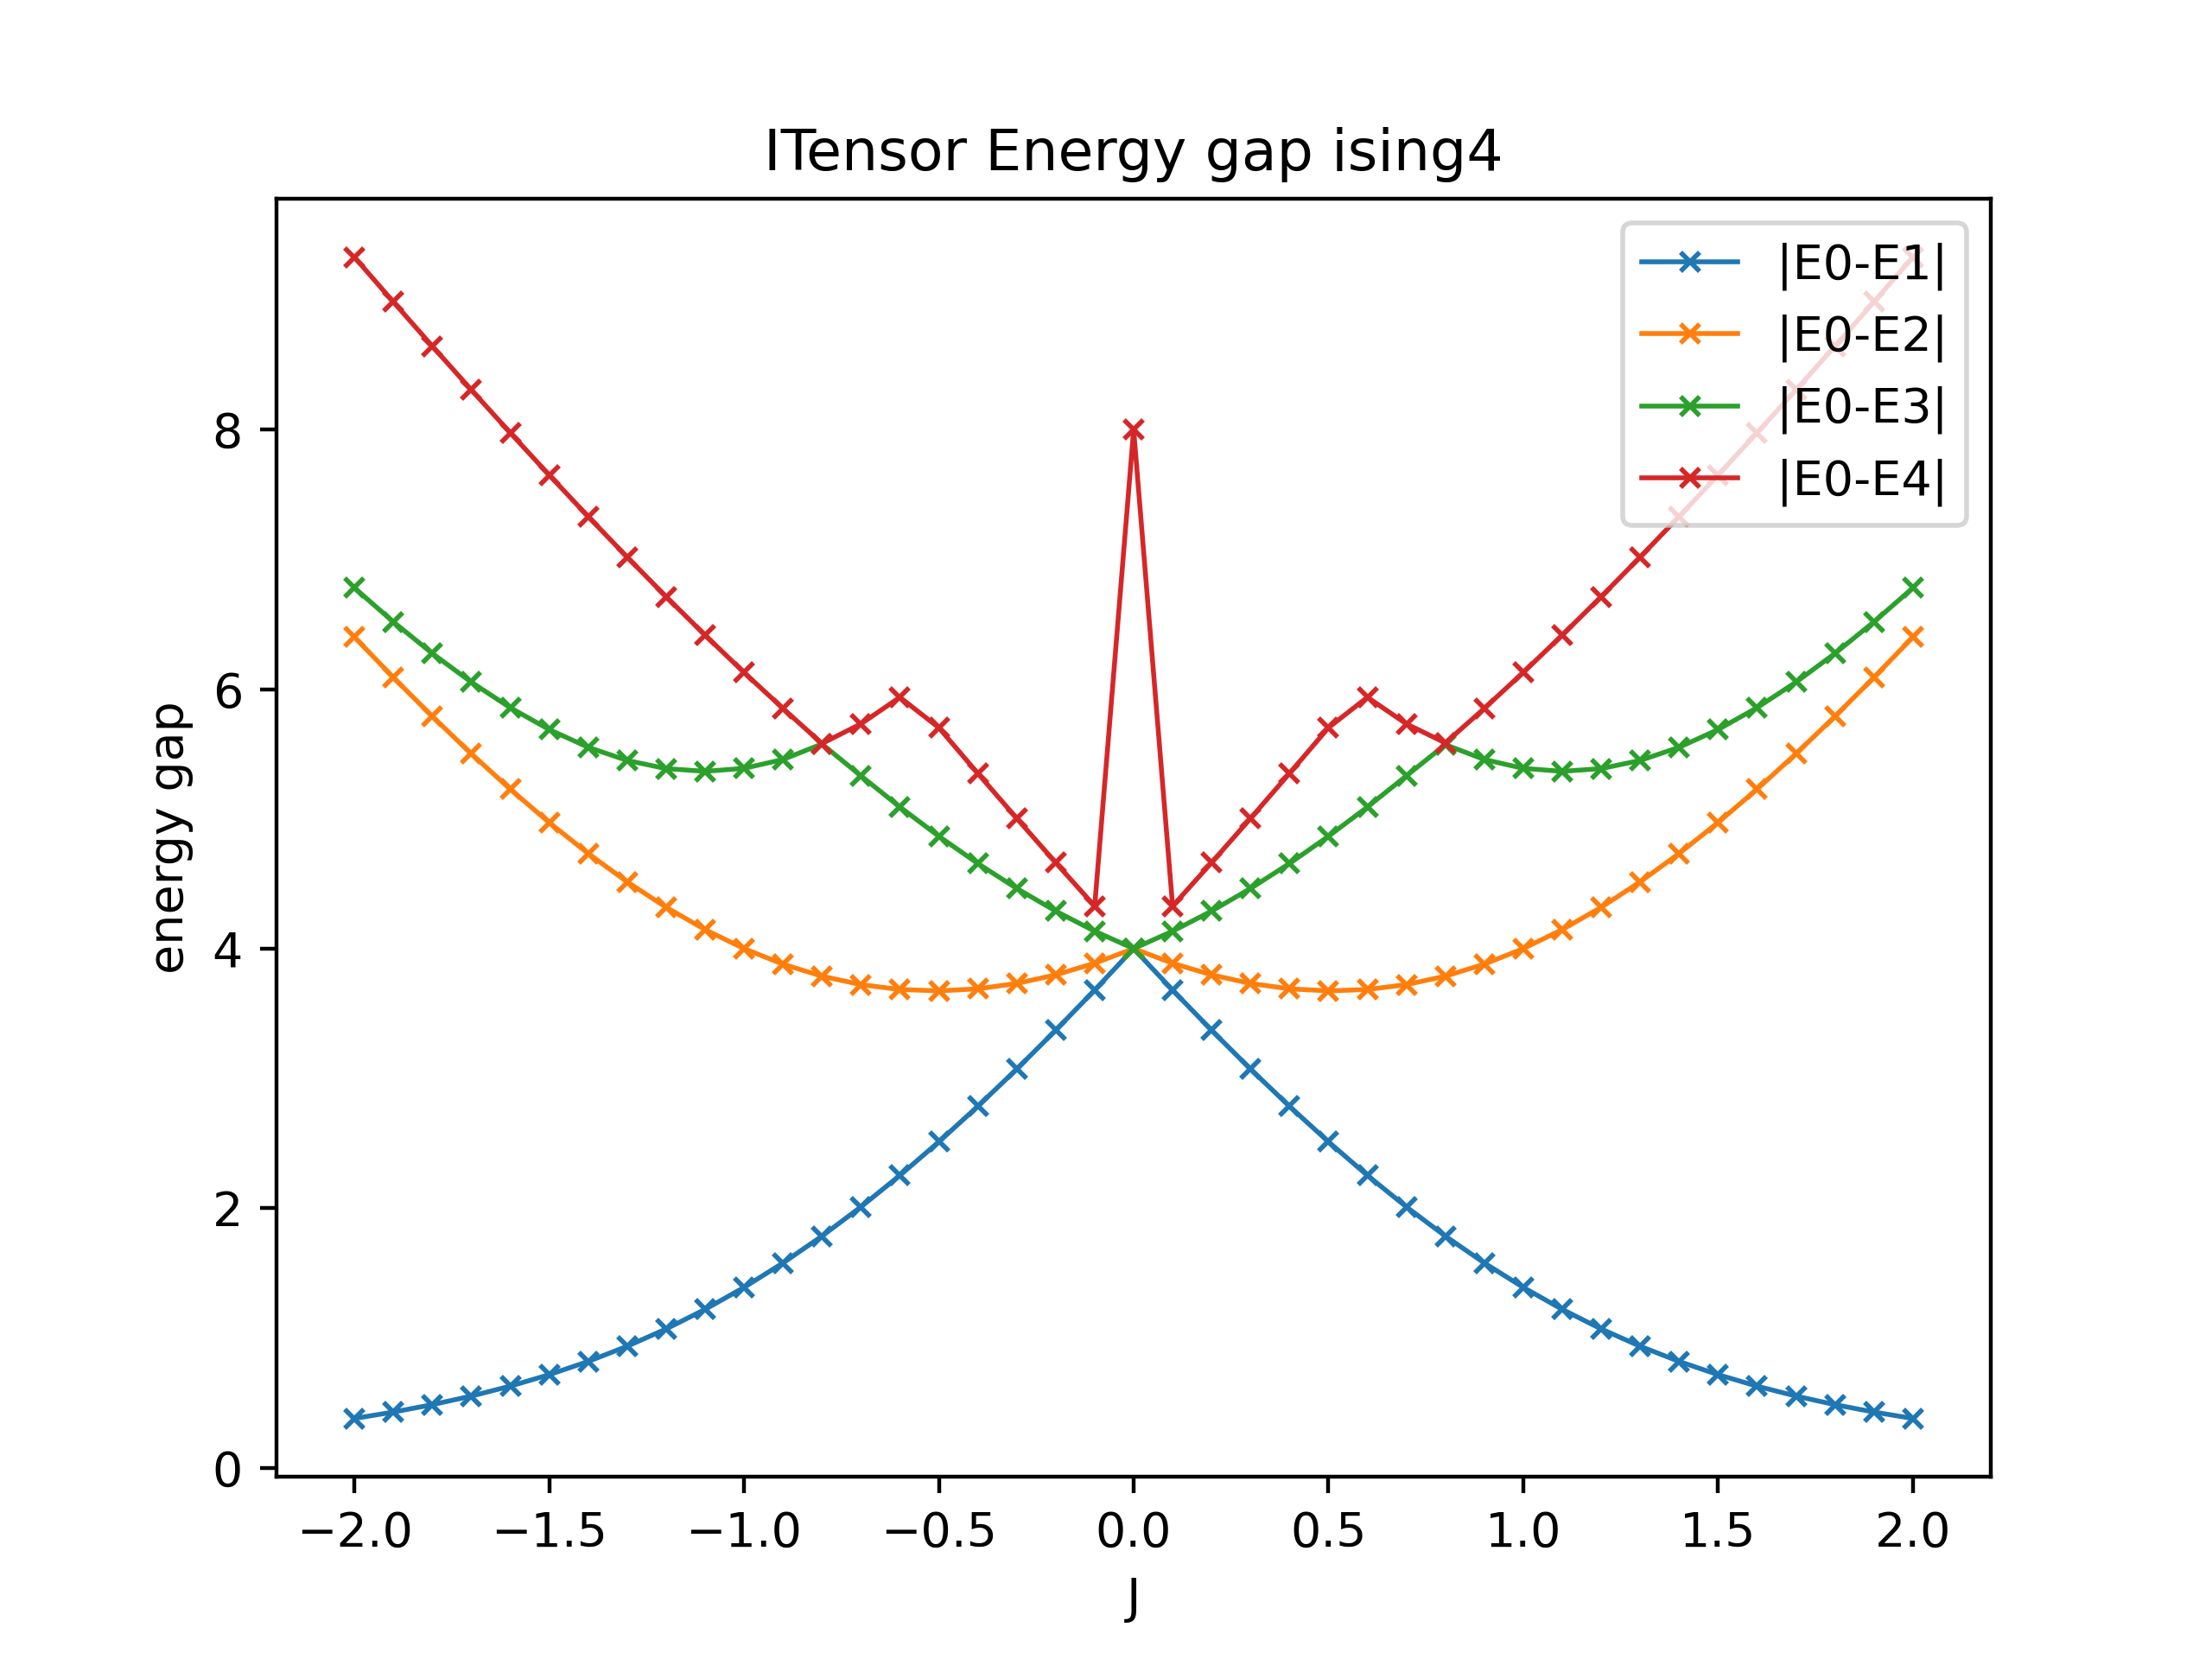 ITensor Energy gap ising4
|E0-E1|
|E0-E2|
|E0-E3|
|E0-E4|
energy gap
8
6
4
2
0
−2.0 −1.5 −1.0 −0.5 0.0 0.5 1.0 1.5 2.0
J